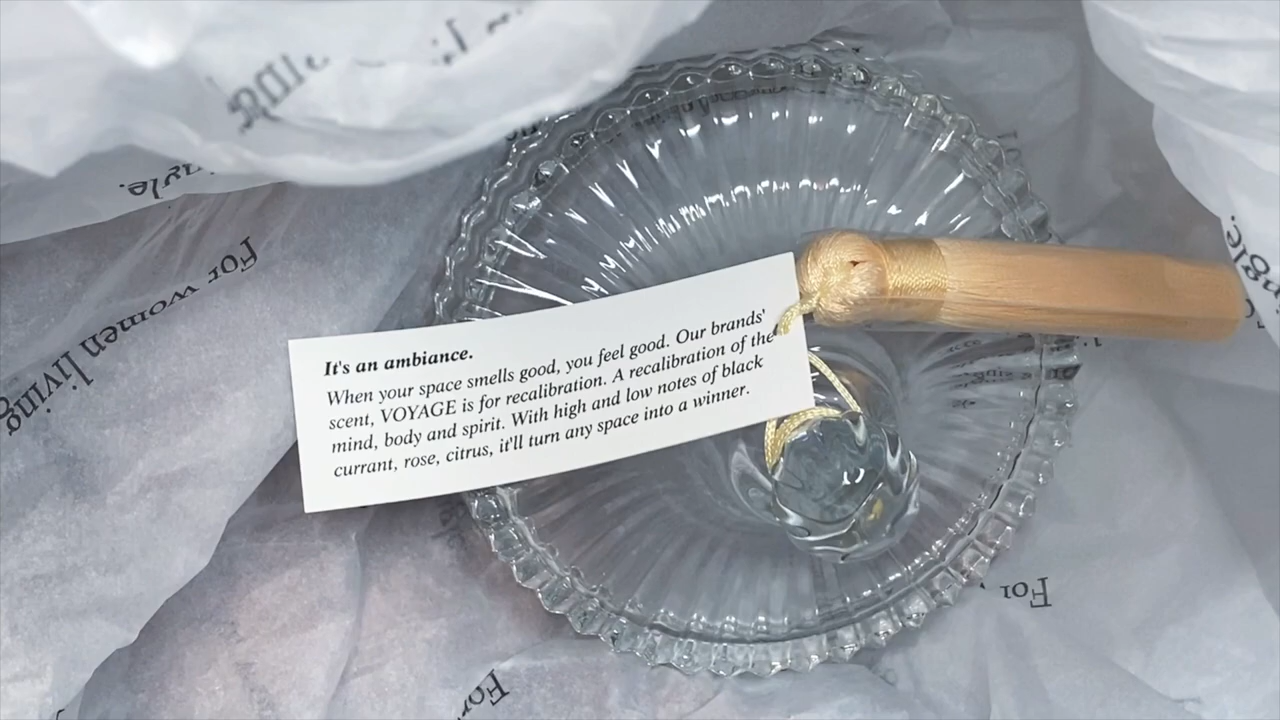 It's an ambiance.
When your space smells good, you feel good. Our brands'
scent, VOYAGE is for recalibration. A recalibration of the
mind, body and spirit. With high and low notes of black
currant, rose, citrus, it'll turn any space into a winner.
For women living
For
For